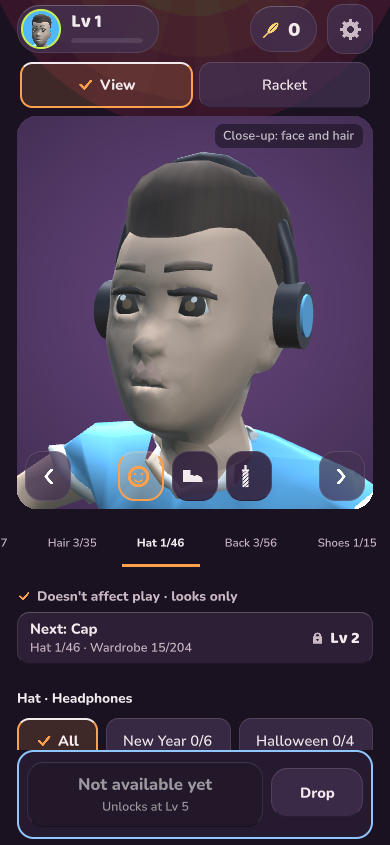 Lv 1
0
View
Racket
Close-up: face and hair
7
Hair 3/35
Hat 1/46
Back 3/56
Shoes 1/15
Doesn't affect play · looks only
Next: Cap
Hat 1/46 · Wardrobe 15/204
Lv 2
Hat · Headphones
All
New Year 0/6
Halloween 0/4
Not available yet
Unlocks at Lv 5
Drop